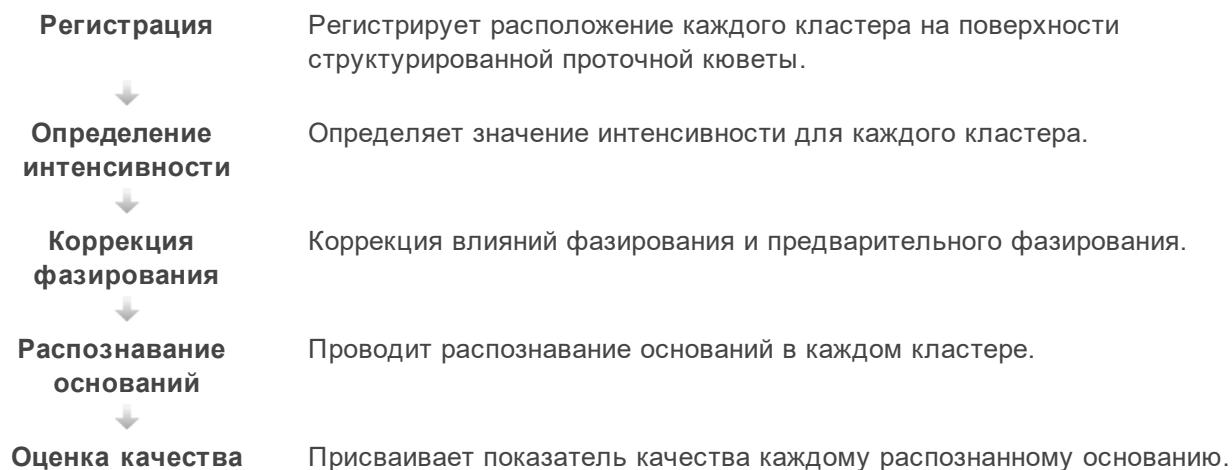 Регистрация
Регистрирует расположение каждого кластера на поверхности
структурированной проточной кюветы.
Определение
интенсивности
Определяет значение интенсивности для каждого кластера.
Коррекция
фазирования
Коррекция влияний фазирования и предварительного фазирования.
Распознавание
оснований
Проводит распознавание оснований в каждом кластере.
Оценка качества
Присваивает показатель качества каждому распознанному основанию